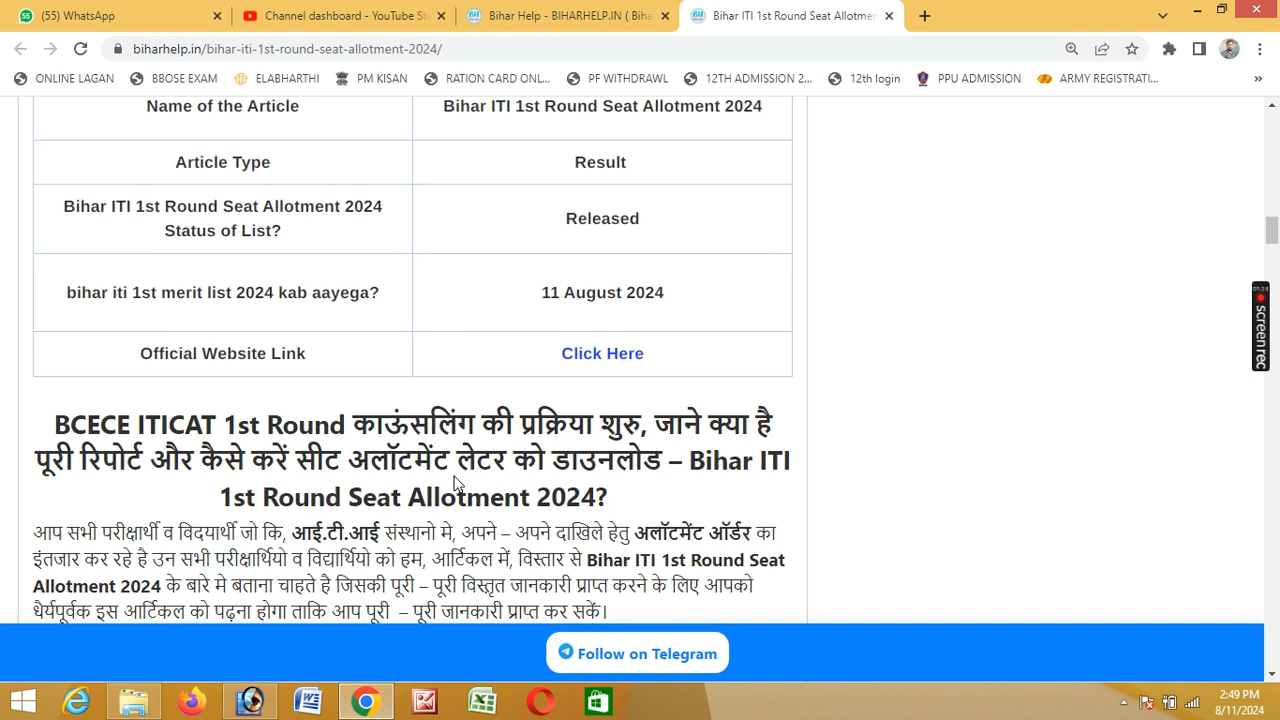 (55) WhatsApp
Channel dashboard - YouTube St
Bihar Help - BIHARHELP.IN ( Biha
Bihar ITI 1st Round Seat Allotmer
biharhelp.in/bihar-iti-1st-round-seat-allotment-2024/
ONLINE LAGAN
BBOSE EXAM
ELABHARTHI
PM KISAN
RATION CARD ONL...
PF WITHDRAWL
12TH ADMISSION 2...
12th login
PPU ADMISSION
ARMY REGISTRATI...
Name of the Article
Bihar ITI 1st Round Seat Allotment 2024
Article Type
Result
Bihar ITI 1st Round Seat Allotment 2024
Status of List?
Released
bihar iti 1st merit list 2024 kab aayega?
11 August 2024
Official Website Link
Click Here
BCECE ITICAT 1st Round काऊंसलिंग की प्रक्रिया शुरु, जाने क्या है
पूरी रिपोर्ट और कैसे करें सीट अलॉटमेंट लेटर को डाउनलोड – Bihar ITI
1st Round Seat Allotment 2024?
आप सभी परीक्षार्थी व विदयार्थी जो कि, आई.टी.आई संस्थानो मे, अपने – अपने दाखिले हेतु अलॉटमेंट ऑर्डर का
इंतजार कर रहे है उन सभी परीक्षार्थियो व विद्यार्थियो को हम, आर्टिकल में, विस्तार से Bihar ITI 1st Round Seat
Allotment 2024 के बारे मे बताना चाहते है जिसकी पूरी – पूरी विस्तृत जानकारी प्राप्त करने के लिए आपको
धैर्यपूर्वक इस आर्टिकल को पढ़ना होगा ताकि आप पूरी – पूरी जानकारी प्राप्त कर सकें।
Follow on Telegram
01:24
screen rec
2:49 PM
8/11/2024